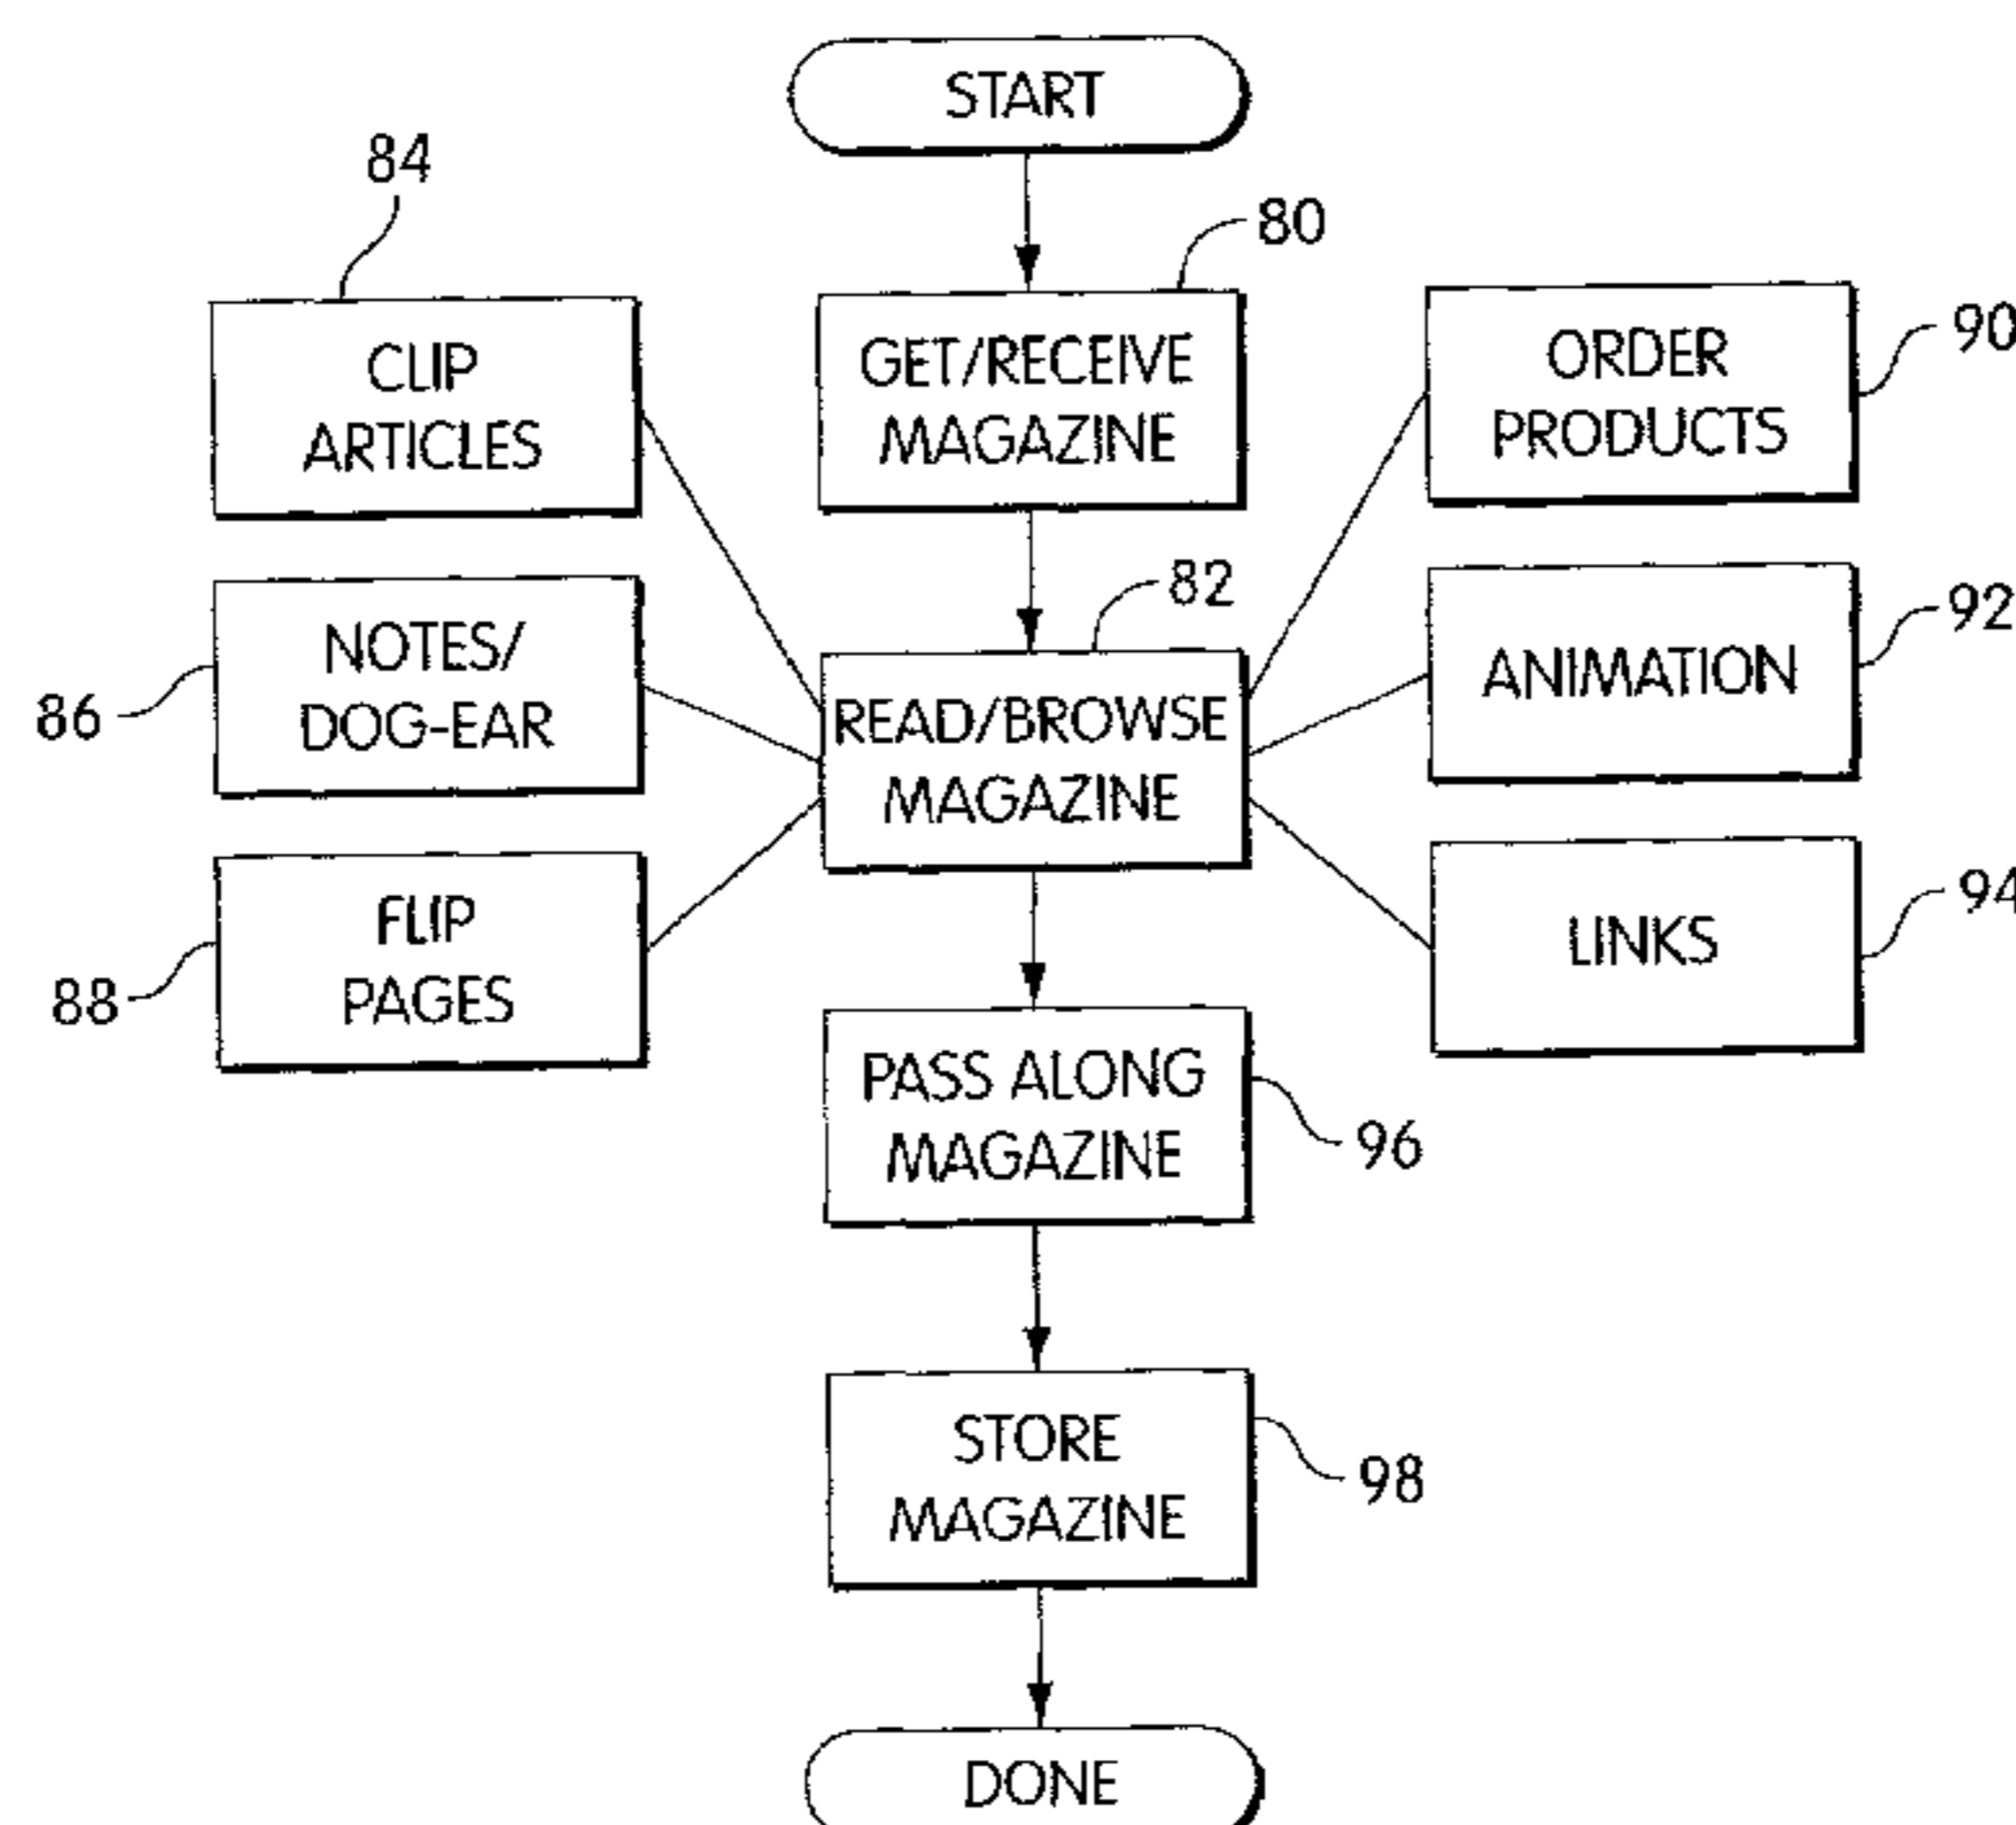 START
84
80
CLIP
ARTICLES
GET/RECEIVE
MAGAZINE
ORDER
PRODUCTS
90
82
NOTES/
DOG-EAR
86
READ/BROWSE
MAGAZINE
ANIMATION
92
FLIP
PAGES
88
LINKS
94
PASS ALONG
MAGAZINE
96
STORE
MAGAZINE
98
DONE